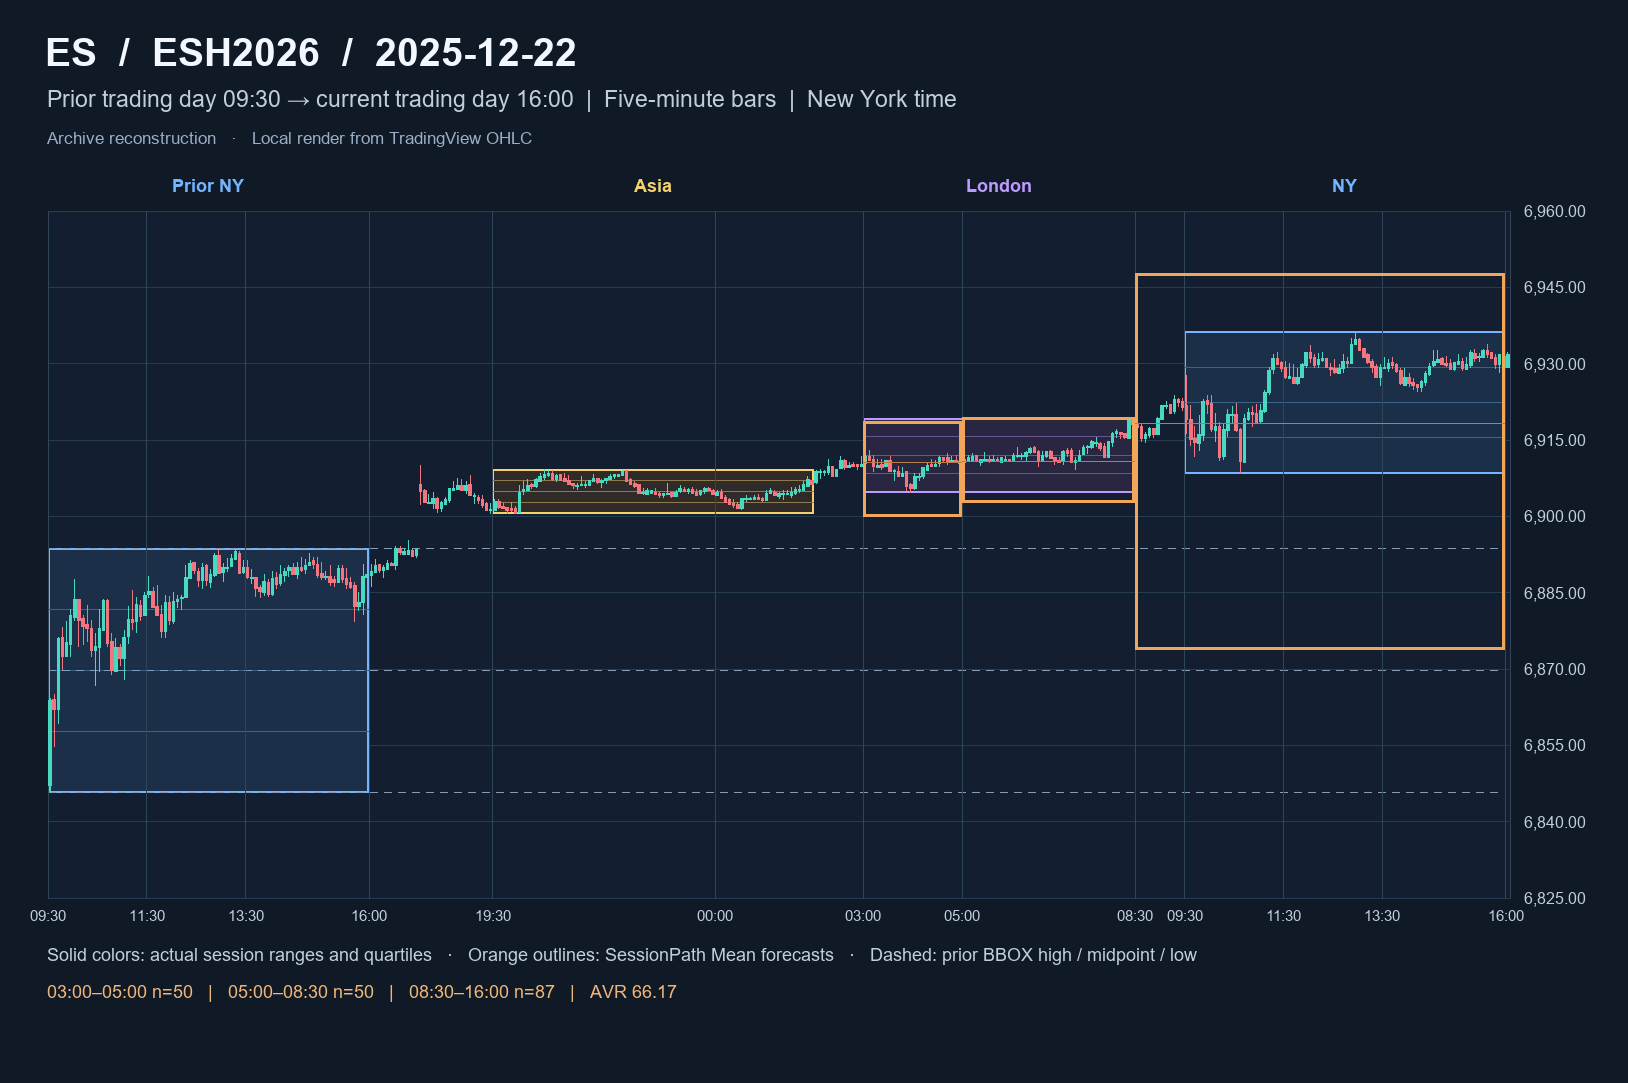 ES / ESH2026 / 2025-12-22
Prior trading day 09:30 → current trading day 16:00 | Five-minute bars | New York time
Archive reconstruction · Local render from TradingView OHLC
Prior NY Asia London NY
6,960.00
6,945.00
6,930.00
6,915.00
6,900.00
6,885.00
6,870.00
6,855.00
6,840.00
6,825.00
09:30 11:30 13:30 16:00 19:30 00:00 03:00 05:00 08:30 09:30 11:30 13:30 16:00
Solid colors: actual session ranges and quartiles · Orange outlines: SessionPath Mean forecasts · Dashed: prior BBOX high / midpoint / low
03:00–05:00 n=50 | 05:00–08:30 n=50 | 08:30–16:00 n=87 | AVR 66.17